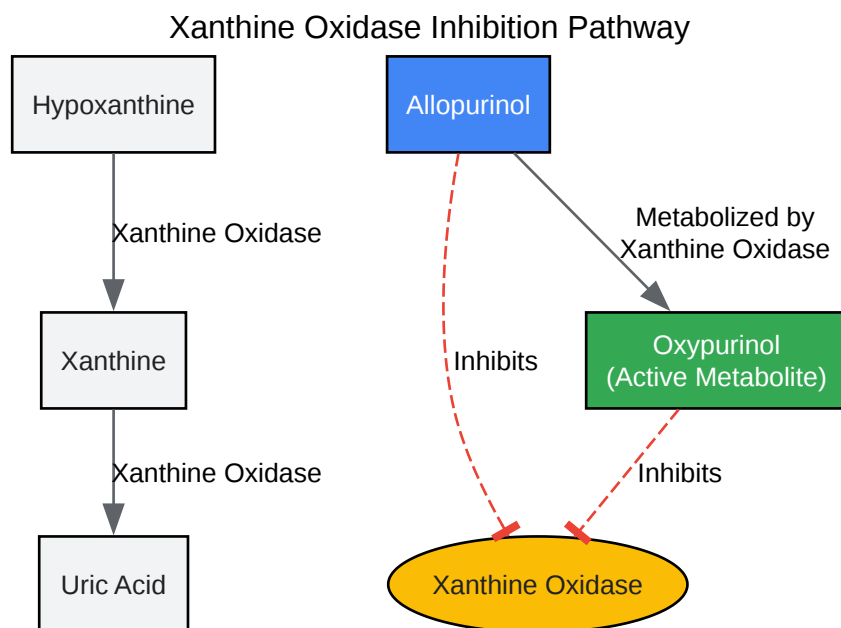 Xanthine Oxidase Inhibition Pathway
Hypoxanthine
Allopurinol
Xanthine Oxidase
Metabolized by
Xanthine Oxidase
Xanthine
Inhibits
Oxypurinol
(Active Metabolite)
Xanthine Oxidase
Inhibits
Uric Acid
Xanthine Oxidase